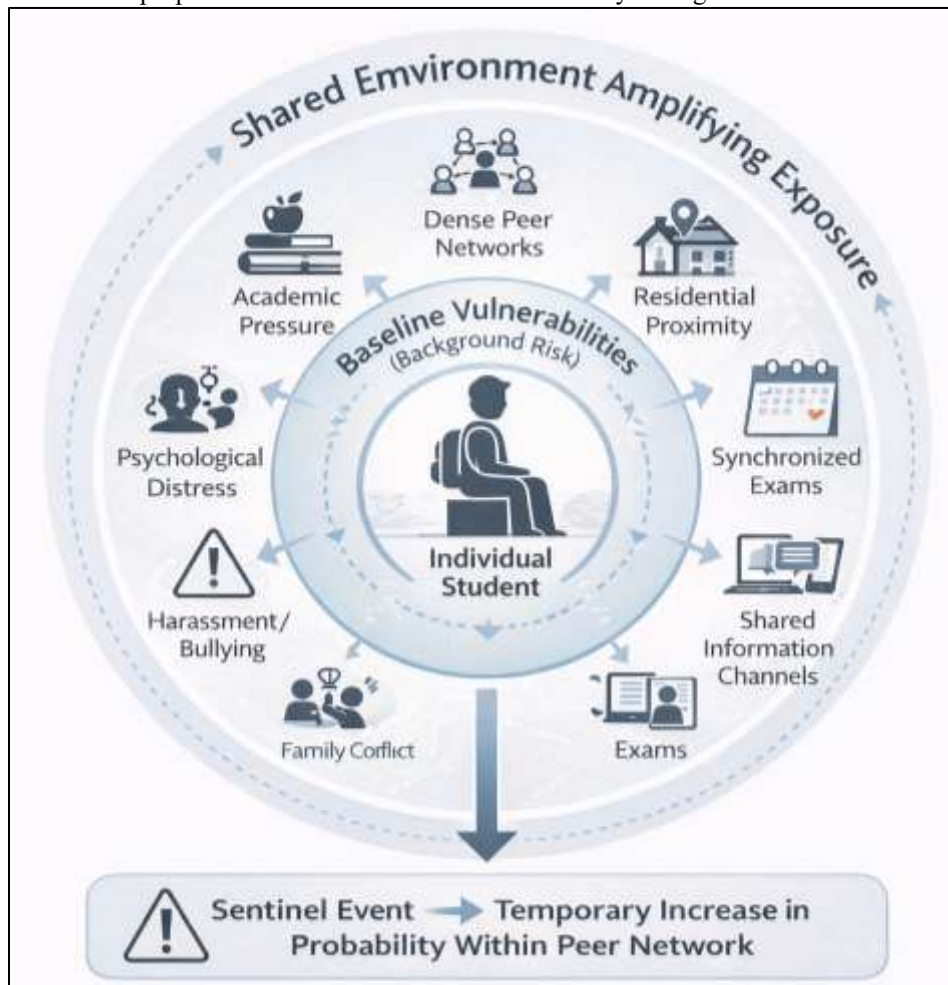 Shared Emvironment Amplifying Exposure
Dense Peer
Networks
Academic
Pressure
Residential
Proximity
Baseline Vulnerabilities
(Background Risk)
Psychological
Distress
Synchronized
Exams
Individual
Student
Harassment/
Bullying
Shared
Information
Channels
Family Conflict
Exams
Sentinel Event → Temporary Increase in
Probability Within Peer Network